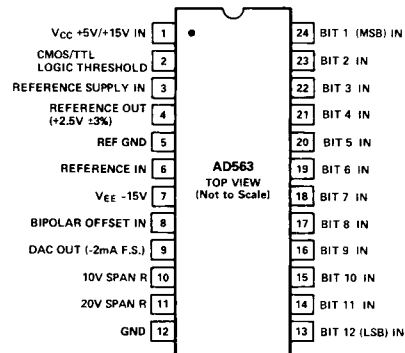 VCC +5V/+15V IN 1
CMOS/TTL
LOGIC THRESHOLD 2
REFERENCE SUPPLY IN 3
REFERENCE OUT
(+2.5V ±3%) 4
REF GND 5
REFERENCE IN 6
VEE -15V 7
BIPOLAR OFFSET IN 8
DAC OUT (-2mA F.S.) 9
10V SPAN R 10
20V SPAN R 11
GND 12
AD563
TOP VIEW
(Not to Scale)
24 BIT 1 (MSB) IN
23 BIT 2 IN
22 BIT 3 IN
21 BIT 4 IN
20 BIT 5 IN
19 BIT 6 IN
18 BIT 7 IN
17 BIT 8 IN
16 BIT 9 IN
15 BIT 10 IN
14 BIT 11 IN
13 BIT 12 (LSB) IN